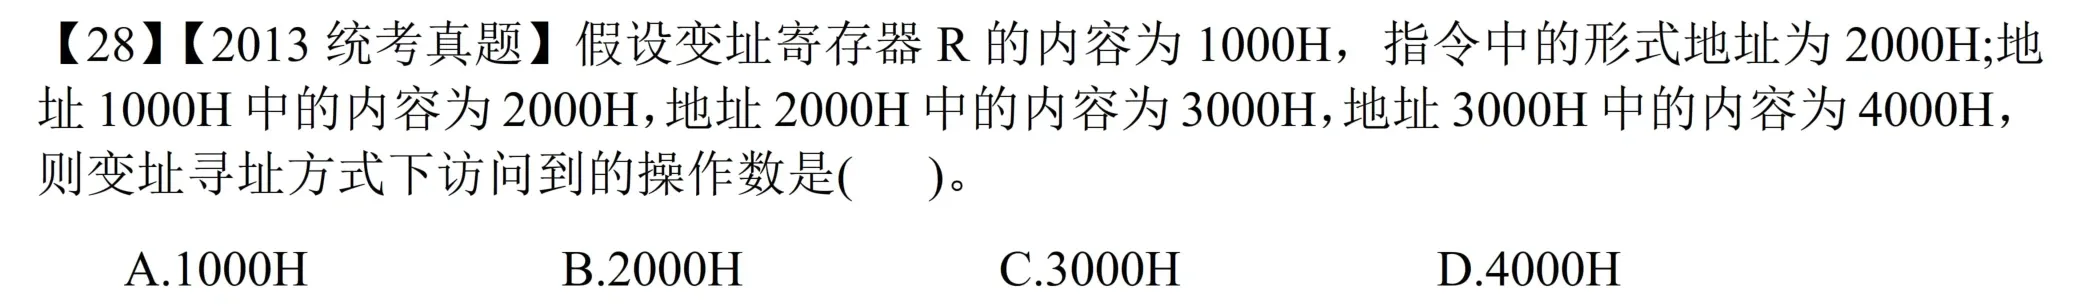 【28】【2013 统考真题】假设变址寄存器 R 的内容为 1000H，指令中的形式地址为 2000H;地
址 1000H 中的内容为 2000H，地址 2000H 中的内容为 3000H，地址 3000H 中的内容为 4000H，
则变址寻址方式下访问到的操作数是(    )。
A.1000H B.2000H C.3000H D.4000H